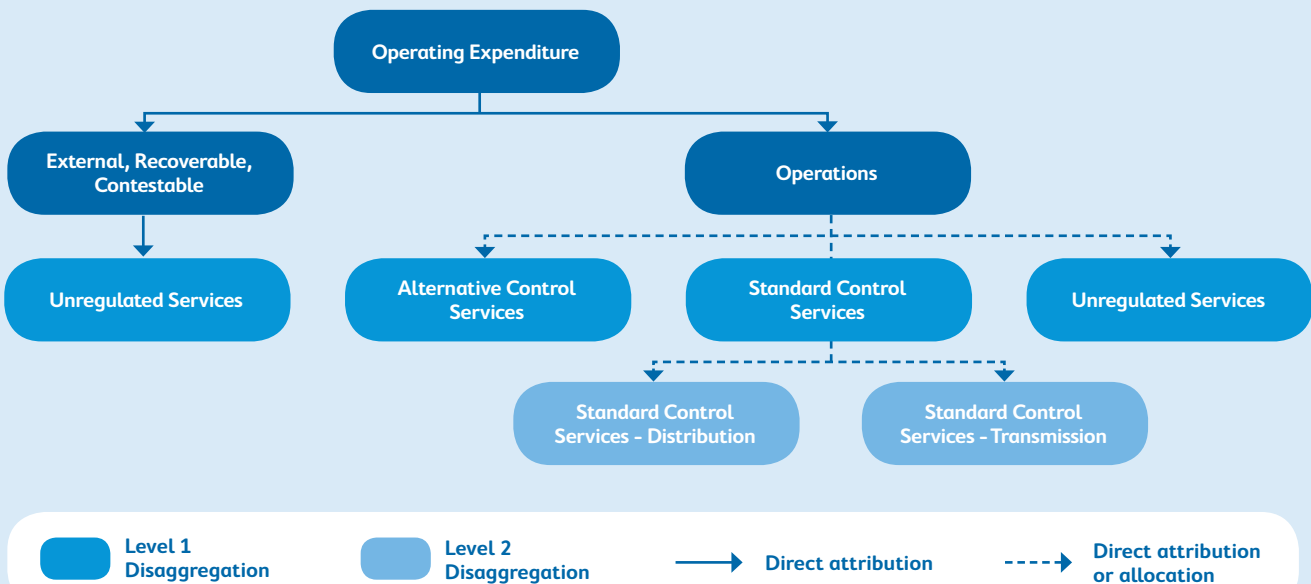 Operating Expenditure
External, Recoverable,
Contestable
Operations
Unregulated Services
Alternative Control
Services
Standard Control
Services
Unregulated Services
Standard Control
Services - Distribution
Standard Control
Services - Transmission
Level 1
Disaggregation
Level 2
Disaggregation
Direct attribution
Direct attribution
or allocation